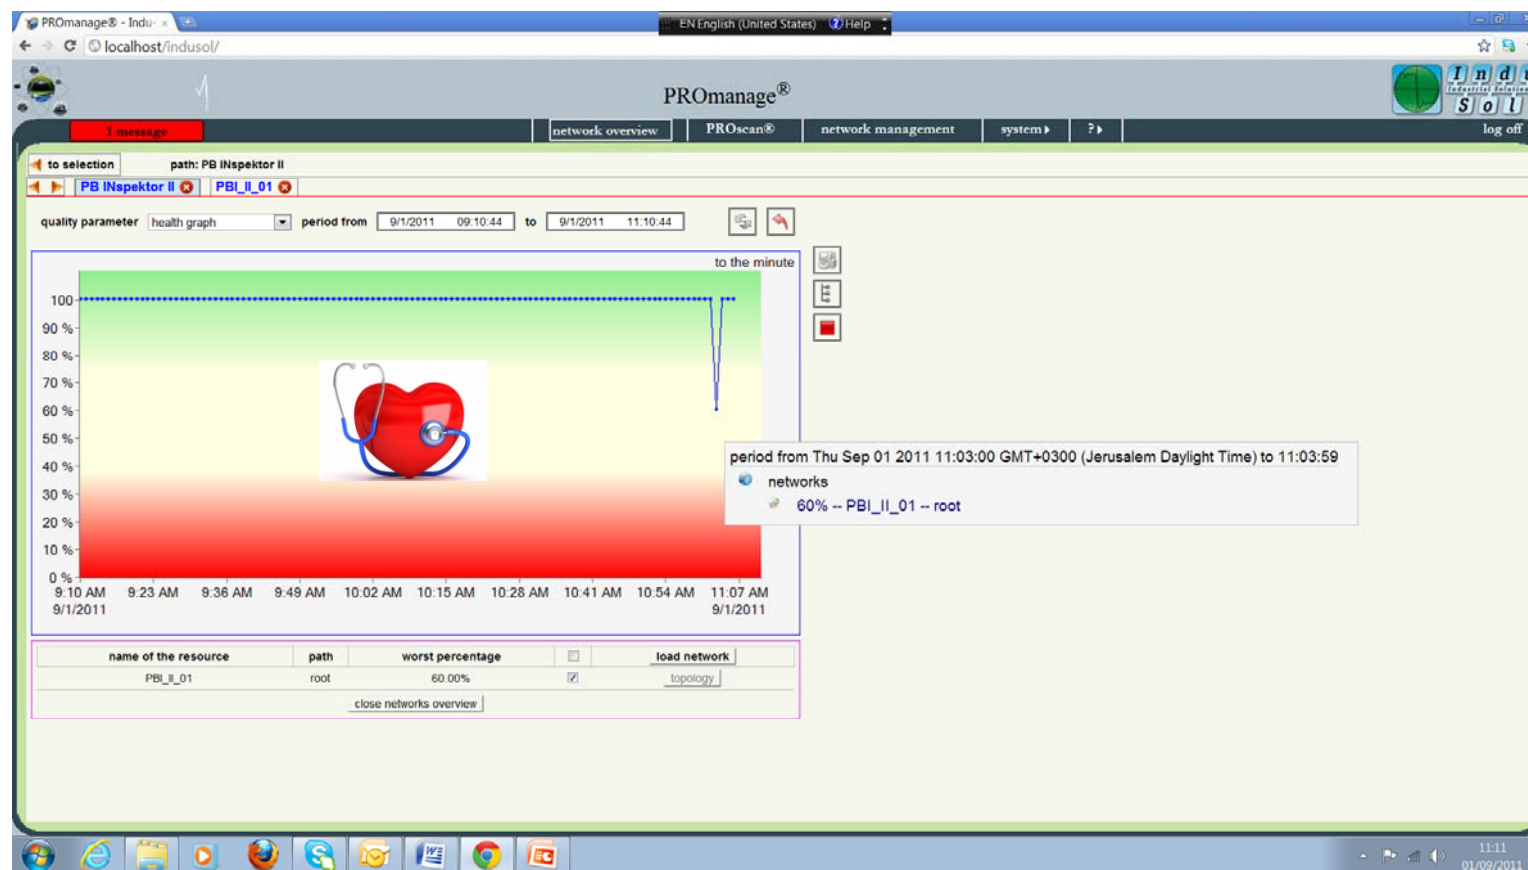 PROmanage® - Indu-
EN English (United States) Help
localhost/indusol/
PROmanage®
Indu
Industrial Solution
Sol
1 message
network overview PROscan® network management system ?
log off
to selection path: PB INspektor II
PB INspektor II PBI_II_01
quality parameter health graph period from 9/1/2011 09:10:44 to 9/1/2011 11:10:44
to the minute
100
90 %
80 %
70 %
60 %
50 %
40 %
30 %
20 %
10 %
0 %
9:10 AM 9:23 AM 9:36 AM 9:49 AM 10:02 AM 10:15 AM 10:28 AM 10:41 AM 10:54 AM 11:07 AM
9/1/2011 9/1/2011
period from Thu Sep 01 2011 11:03:00 GMT+0300 (Jerusalem Daylight Time) to 11:03:59
networks
60% -- PBI_II_01 -- root
name of the resource path worst percentage load network
PBI_II_01 root 60.00% topology
close networks overview
11:11
01/09/2011